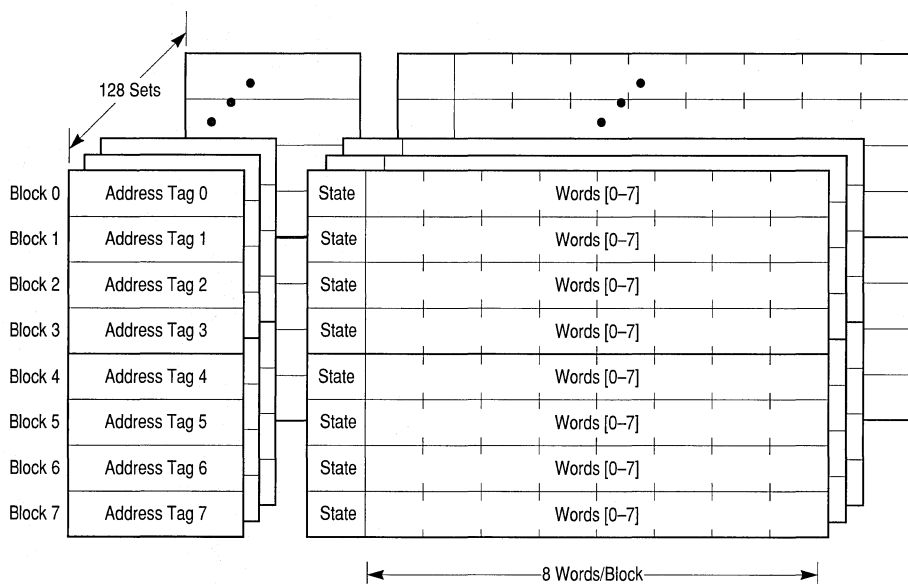 128 Sets
Block 0 Address Tag 0 State Words [0–7]
Block 1 Address Tag 1 State Words [0–7]
Block 2 Address Tag 2 State Words [0–7]
Block 3 Address Tag 3 State Words [0–7]
Block 4 Address Tag 4 State Words [0–7]
Block 5 Address Tag 5 State Words [0–7]
Block 6 Address Tag 6 State Words [0–7]
Block 7 Address Tag 7 State Words [0–7]
8 Words/Block